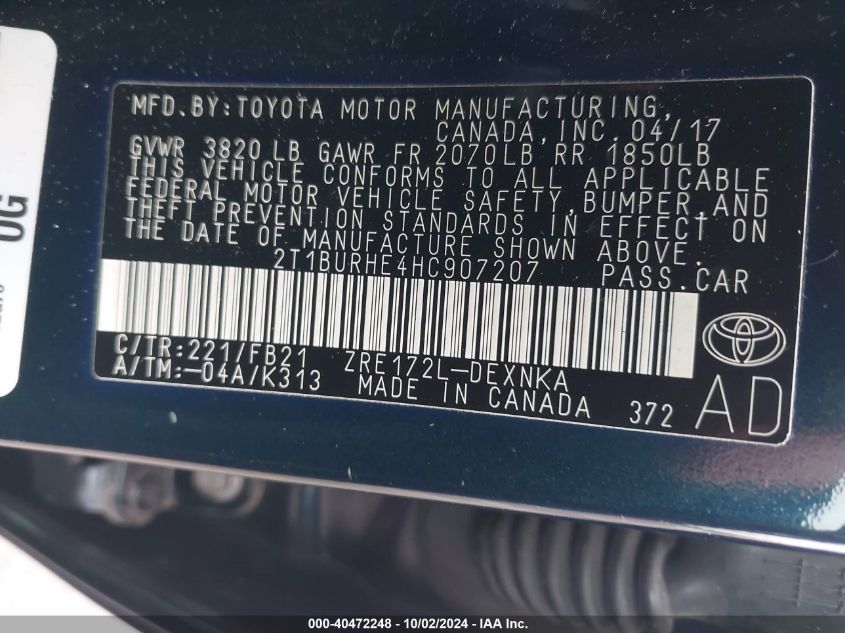 MFD.BY:TOYOTA MOTOR MANUFACTURING,
CANADA, INC. 04/17
GVWR 3820 LB GAWR FR 2070LB RR 1850LB
THIS VEHICLE CONFORMS TO ALL APPLICABLE
FEDERAL MOTOR VEHICLE SAFETY, BUMPER, AND
THEFT PREVENTION STANDARDS IN EFFECT ON
THE DATE OF MANUFACTURE SHOWN ABOVE.
2T1BURHE4HC907207 PASS.CAR
C/TR:221/FB21 ZRE172L-DEXNKA
A/TM:-04A/K313 MADE IN CANADA 372 AD
OG
000-40472248 - 10/02/2024 - IAA Inc.